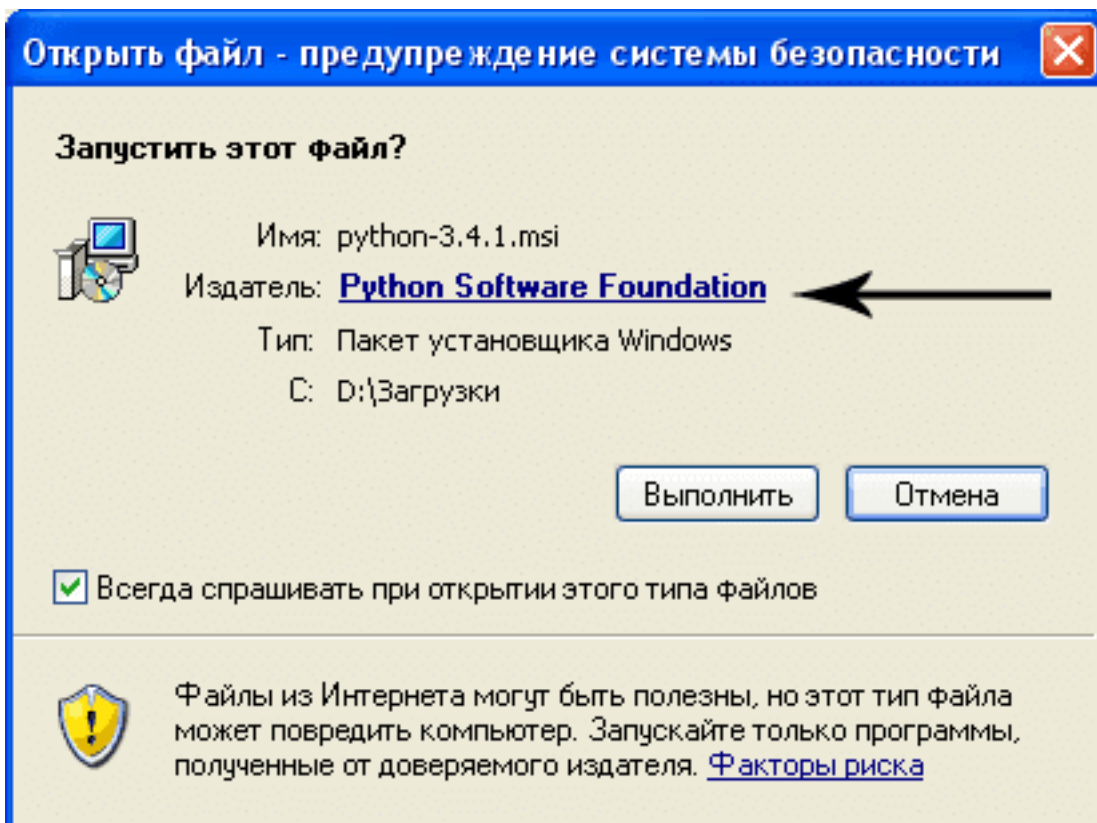 Открыть файл - предупреждение системы безопасности
Запустить этот файл?
Имя: python-3.4.1.msi
Издатель: Python Software Foundation
Тип: Пакет установщика Windows
С: D:\Загрузки
Выполнить
Отмена
Всегда спрашивать при открытии этого типа файлов
Файлы из Интернета могут быть полезны, но этот тип файла
может повредить компьютер. Запускайте только программы,
полученные от доверяемого издателя. Факторы риска